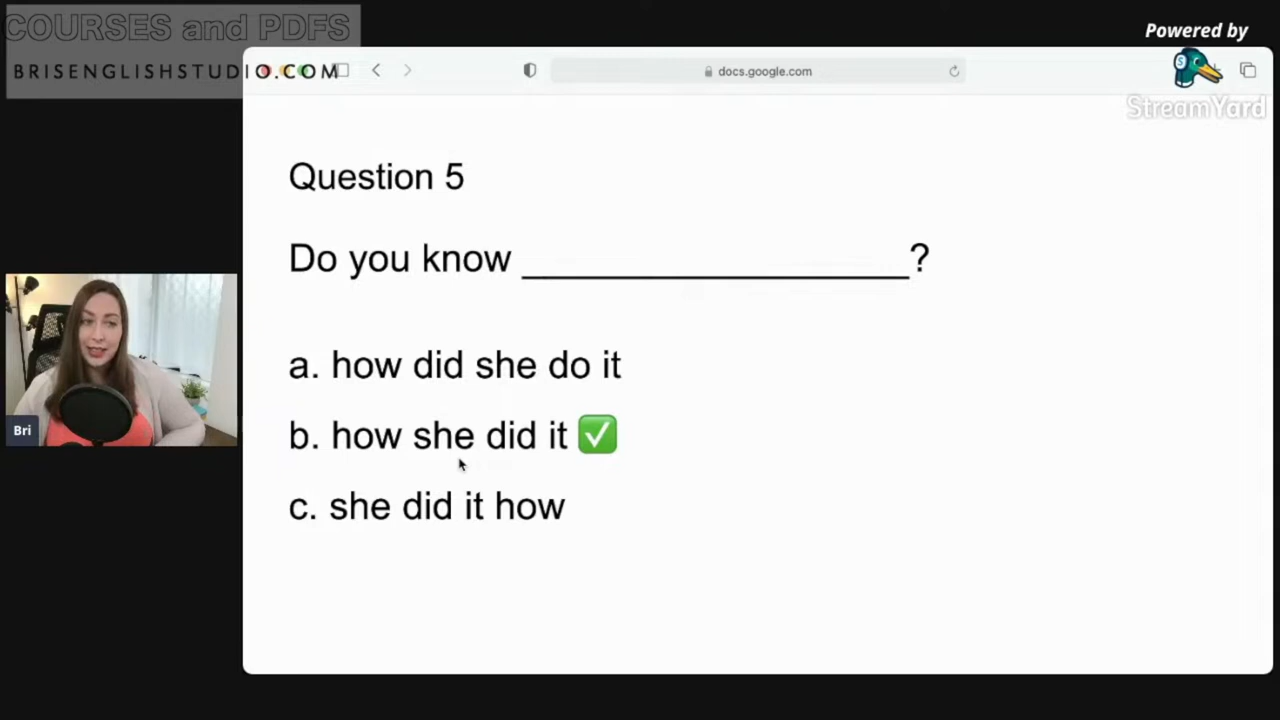 COURSES and PDFS
BRISENGLISHSTUDIO.COM
docs.google.com
Powered by
S
StreamYard
Question 5
Do you know ____________________?
a. how did she do it
b. how she did it ✅
c. she did it how
Bri